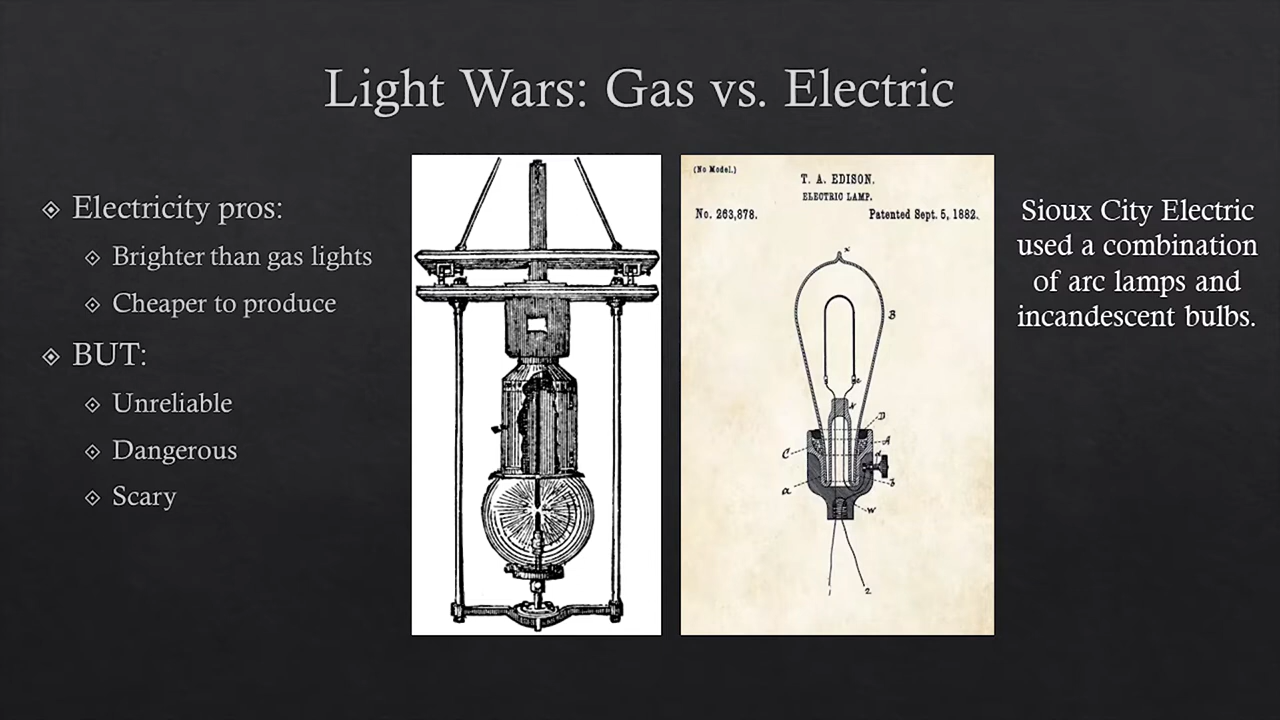 Light Wars: Gas vs. Electric
Electricity pros:
Brighter than gas lights
Cheaper to produce
BUT:
Unreliable
Dangerous
Scary
(No Model.)
T. A. EDISON.
ELECTRIC LAMP.
No. 263,878.
Patented Sept. 5, 1882.
x
B
D
C
A
a
w
1
2
Sioux City Electric
used a combination
of arc lamps and
incandescent bulbs.